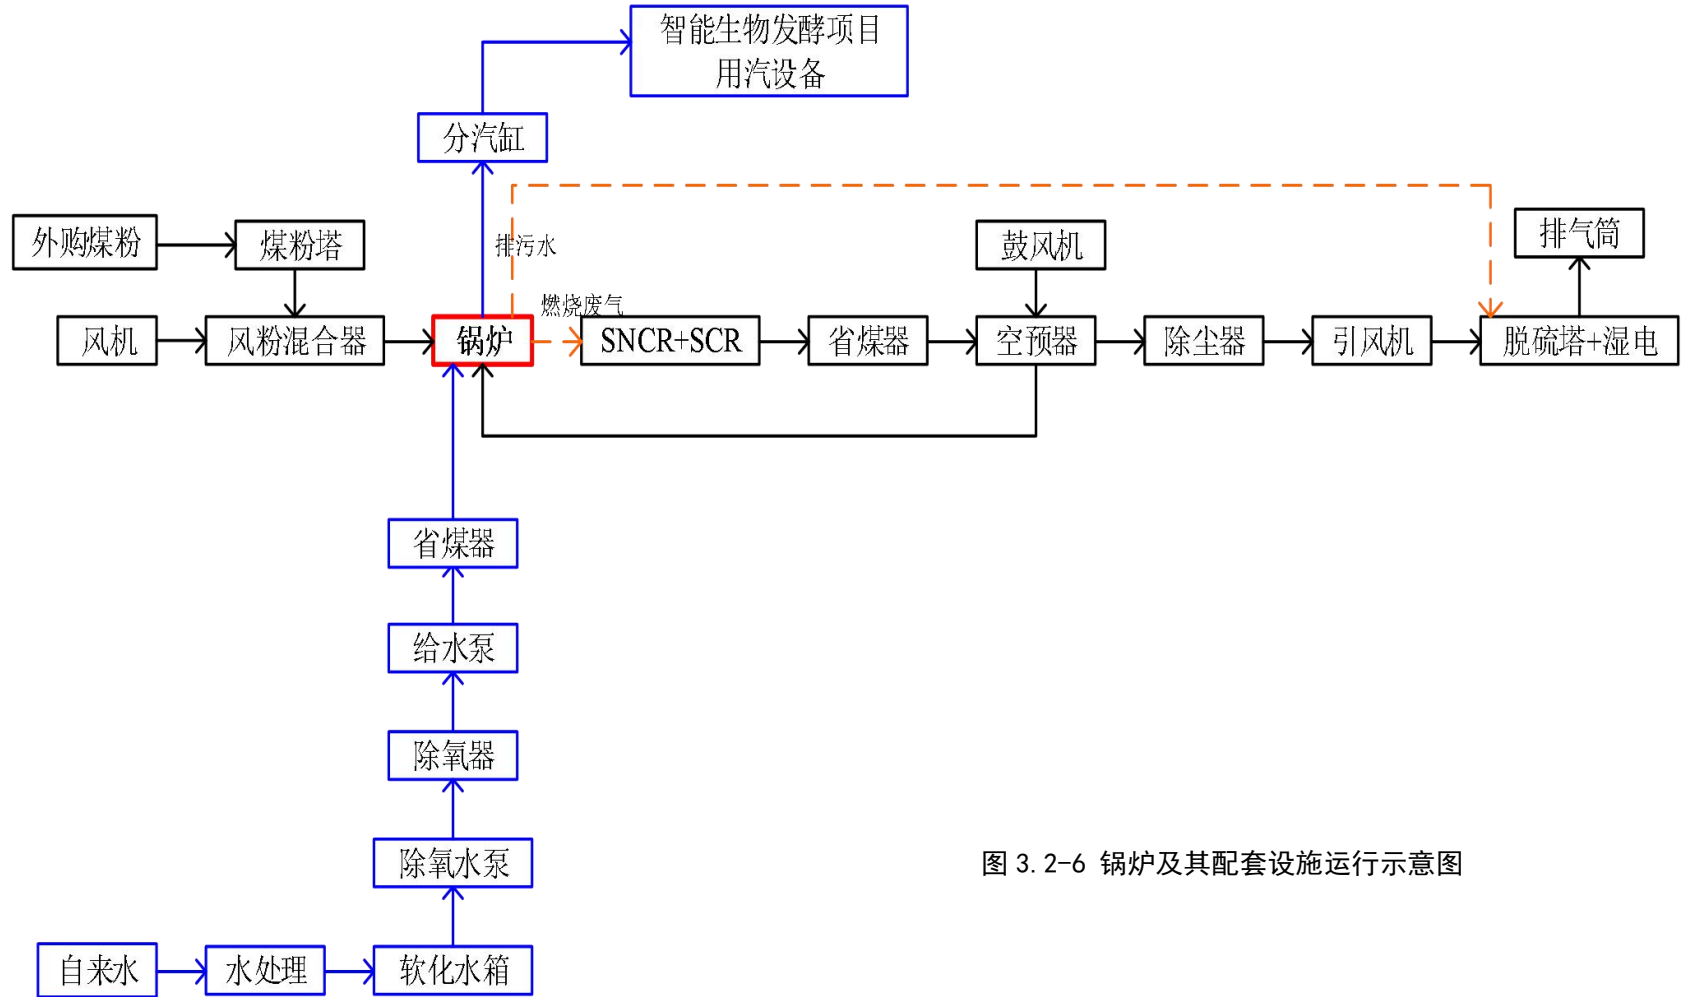 智能生物发酵项目
用汽设备
分汽缸
外购煤粉
煤粉塔
排污水
鼓风机
排气筒
燃烧废气
风机
风粉混合器
锅炉
SNCR+SCR
省煤器
空预器
除尘器
引风机
脱硫塔+湿电
省煤器
给水泵
除氧器
除氧水泵
图 3.2-6 锅炉及其配套设施运行示意图
自来水
水处理
软化水箱